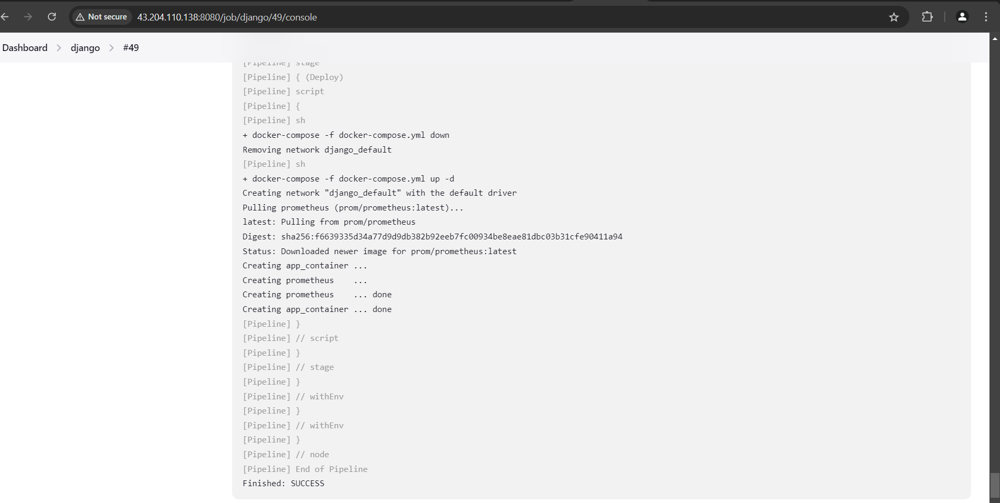 Not secure 43.204.110.138:8080/job/django/49/console
Dashboard django #49
[Pipeline] stage
[Pipeline] { (Deploy)
[Pipeline] script
[Pipeline] {
[Pipeline] sh
+ docker-compose -f docker-compose.yml down
Removing network django_default
[Pipeline] sh
+ docker-compose -f docker-compose.yml up -d
Creating network "django_default" with the default driver
Pulling prometheus (prom/prometheus:latest)...
latest: Pulling from prom/prometheus
Digest: sha256:f6639335d34a77d9d9db382b92eeb7fc00934be8eae81dbc03b31cfe90411a94
Status: Downloaded newer image for prom/prometheus:latest
Creating app_container ...
Creating prometheus    ...
Creating prometheus    ... done
Creating app_container ... done
[Pipeline] }
[Pipeline] // script
[Pipeline] }
[Pipeline] // stage
[Pipeline] }
[Pipeline] // withEnv
[Pipeline] }
[Pipeline] // withEnv
[Pipeline] }
[Pipeline] // node
[Pipeline] End of Pipeline
Finished: SUCCESS